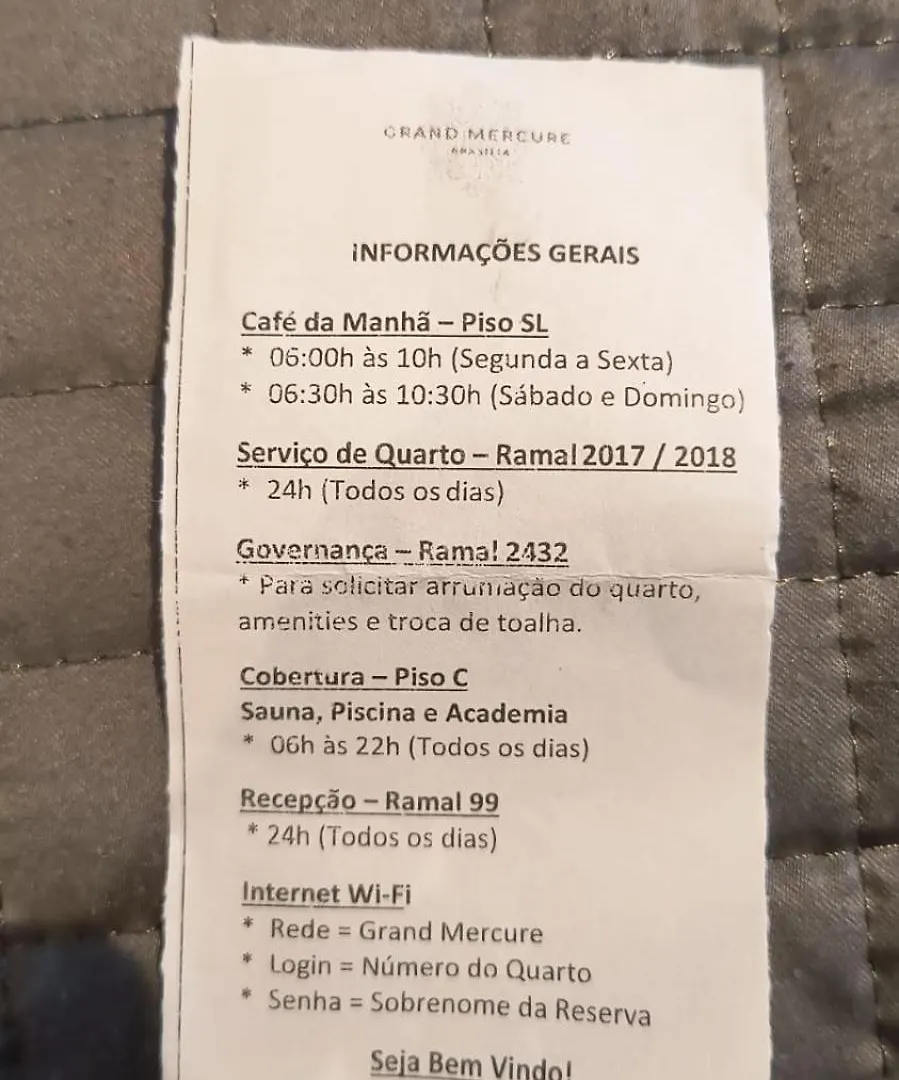 GRAND MERCURE
BRASÍLIA
INFORMAÇÕES GERAIS
Café da Manhã – Piso SL
* 06:00h às 10h (Segunda a Sexta)
* 06:30h às 10:30h (Sábado e Domingo)
Serviço de Quarto – Ramal 2017 / 2018
* 24h (Todos os dias)
Governança – Ramal 2432
* Para solicitar arrumação do quarto,
amenities e troca de toalha.
Cobertura – Piso C
Sauna, Piscina e Academia
* 06h às 22h (Todos os dias)
Recepção – Ramal 99
* 24h (Todos os dias)
Internet Wi-Fi
* Rede = Grand Mercure
* Login = Número do Quarto
* Senha = Sobrenome da Reserva
Seja Bem Vindo!